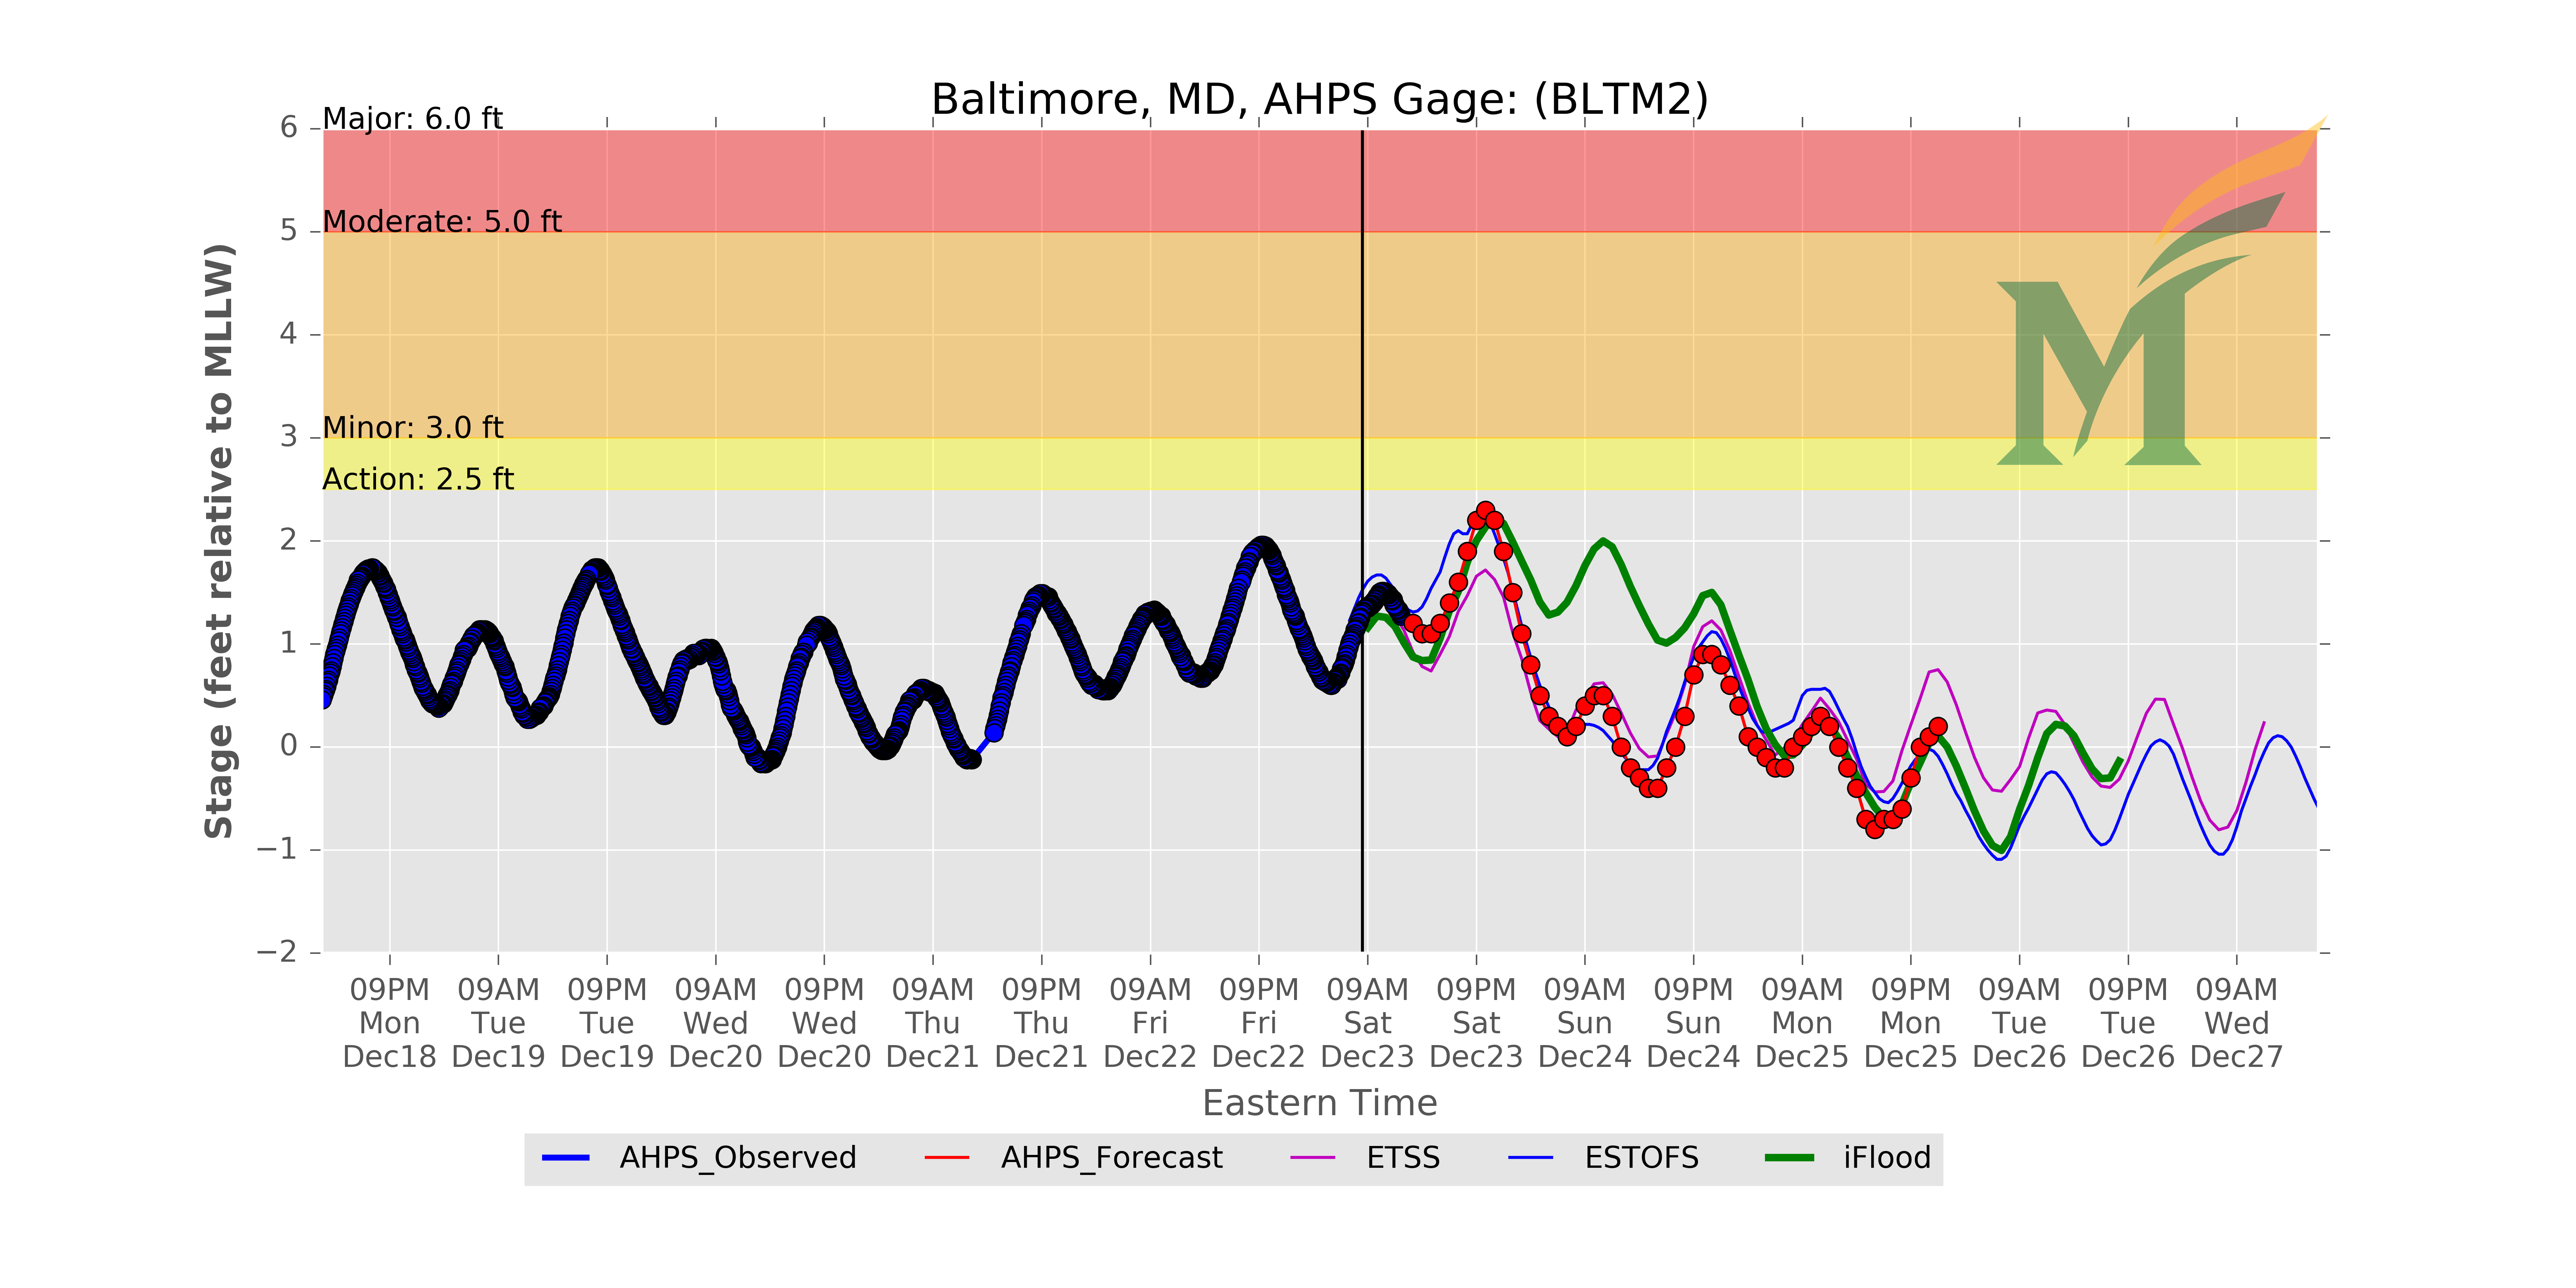 Baltimore, MD, AHPS Gage: (BLTM2)
Major: 6.0 ft
Moderate: 5.0 ft
Minor: 3.0 ft
Action: 2.5 ft
Stage (feet relative to MLLW)
6
5
4
3
2
1
0
−1
−2
09PM 09AM 09PM 09AM 09PM 09AM 09PM 09AM 09PM 09AM 09PM 09AM 09PM 09AM 09PM 09AM 09PM 09AM
Mon Tue Tue Wed Wed Thu Thu Fri Fri Sat Sat Sun Sun Mon Mon Tue Tue Wed
Dec18 Dec19 Dec19 Dec20 Dec20 Dec21 Dec21 Dec22 Dec22 Dec23 Dec23 Dec24 Dec24 Dec25 Dec25 Dec26 Dec26 Dec27
Eastern Time
AHPS_Observed AHPS_Forecast ETSS ESTOFS iFlood
M